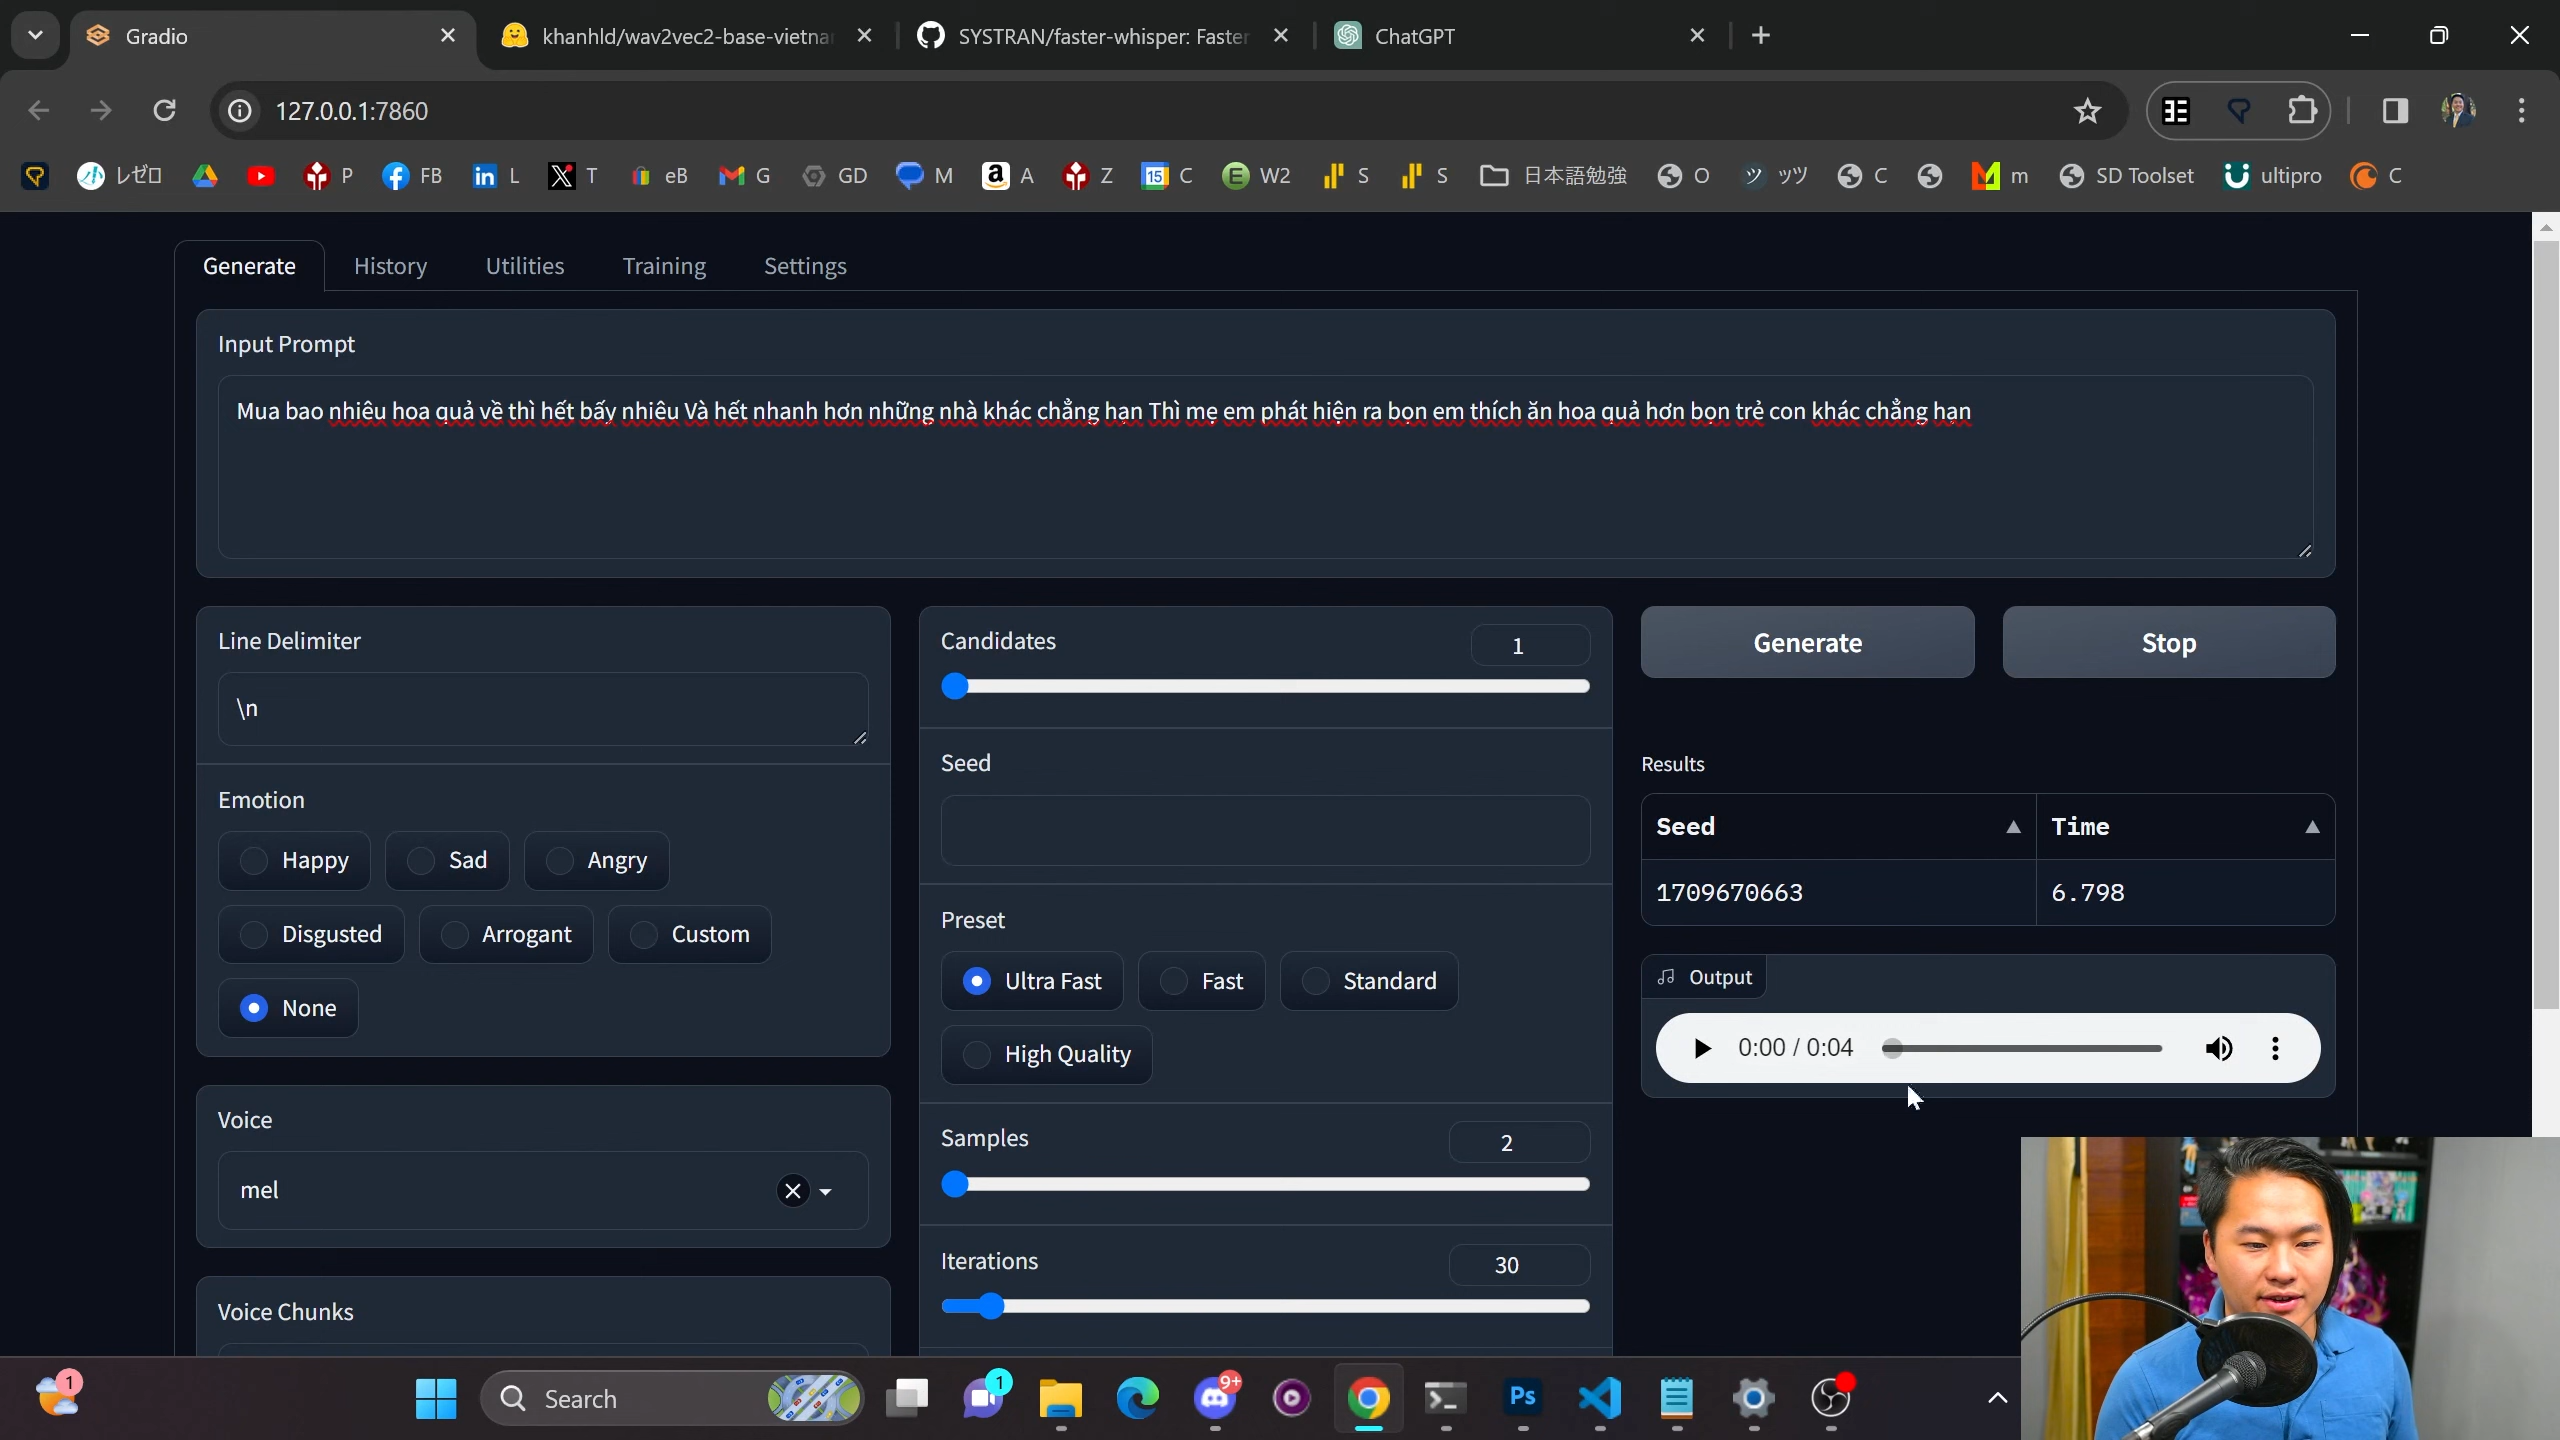 Gradio
khanhld/wav2vec2-base-vietna
SYSTRAN/faster-whisper: Faster
ChatGPT
127.0.0.1:7860
レゼロ
P
FB
L
T
eB
G
GD
M
A
Z
15 C
W2
S
S
日本語勉強
O
ツ ッツ
C
m
SD Toolset
ultipro
C
Generate
History
Utilities
Training
Settings
Input Prompt
Mua bao nhiêu hoa quả về thì hết bấy nhiêu Và hết nhanh hơn những nhà khác chẳng hạn Thì mẹ em phát hiện ra bọn em thích ăn hoa quả hơn bọn trẻ con khác chẳng hạn
Line Delimiter
\n
Emotion
Happy
Sad
Angry
Disgusted
Arrogant
Custom
None
Voice
mel
Voice Chunks
Candidates
1
Seed
Preset
Ultra Fast
Fast
Standard
High Quality
Samples
2
Iterations
30
Generate
Stop
Results
Seed ▲ Time ▲
1709670663 6.798
Output
0:00 / 0:04
1
Search
1
9+
Ps